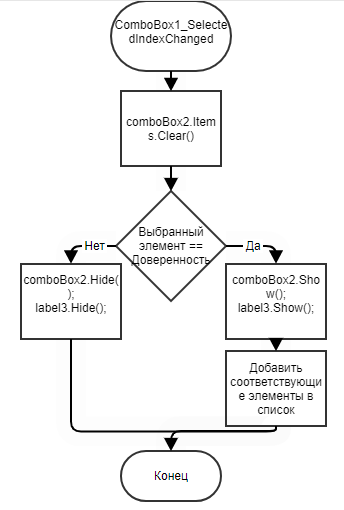 ComboBox1_Selecte
dIndexChanged
comboBox2.Item
s.Clear()
Выбранный
элемент ==
Доверенность
Нет
Да
comboBox2.Hide(
);
label3.Hide();
comboBox2.Sho
w();
label3.Show();
Добавить
соответствующи
е элементы в
список
Конец